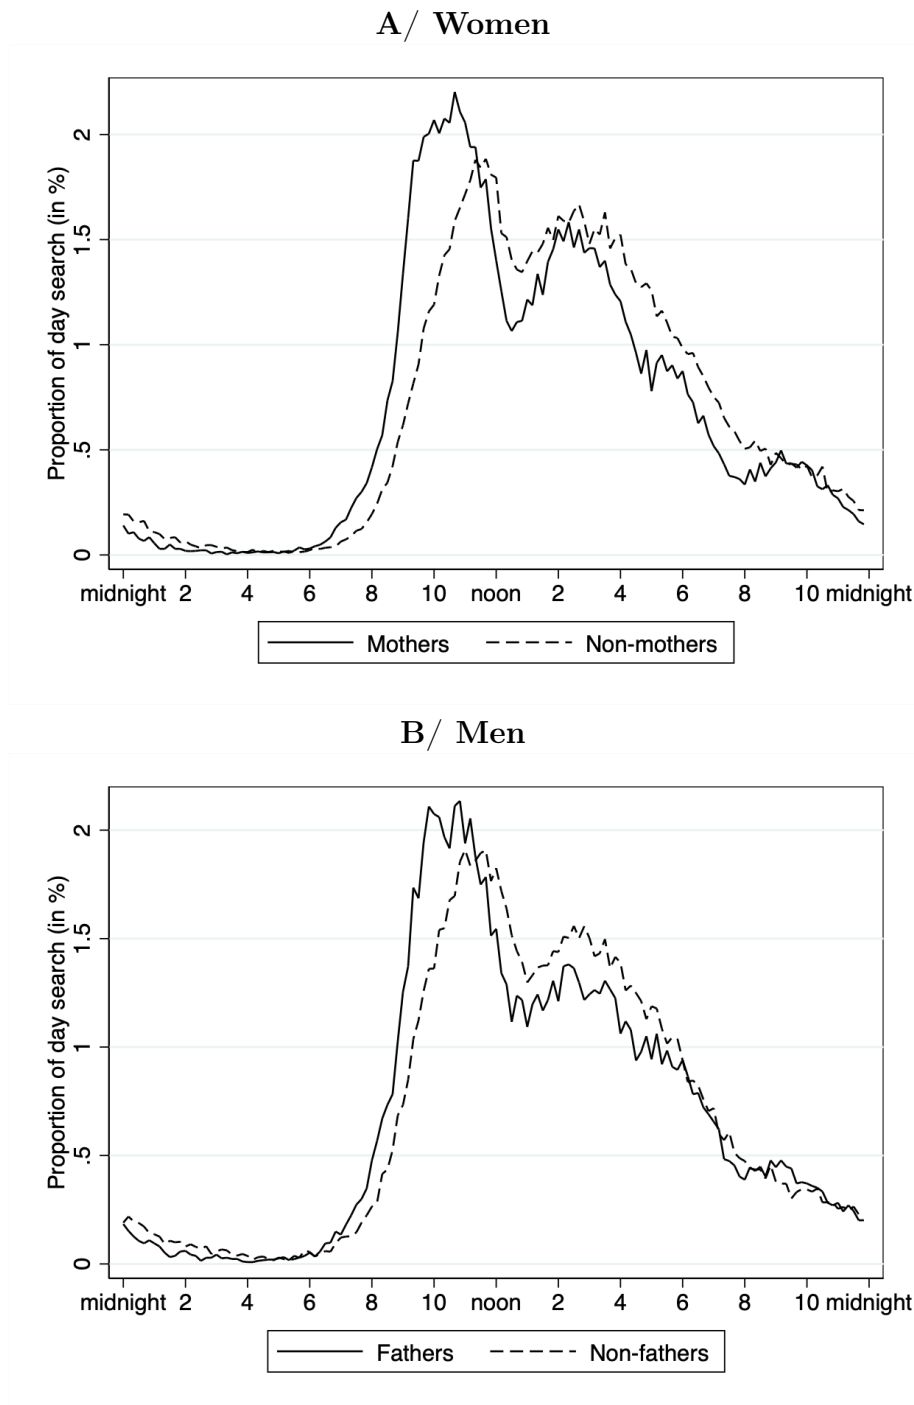 A/ Women
Proportion of day search (in %)
2
1.5
1
.5
0
midnight 2 4 6 8 10 noon 2 4 6 8 10 midnight
Mothers Non-mothers
B/ Men
Proportion of day search (in %)
2
1.5
1
.5
0
midnight 2 4 6 8 10 noon 2 4 6 8 10 midnight
Fathers Non-fathers